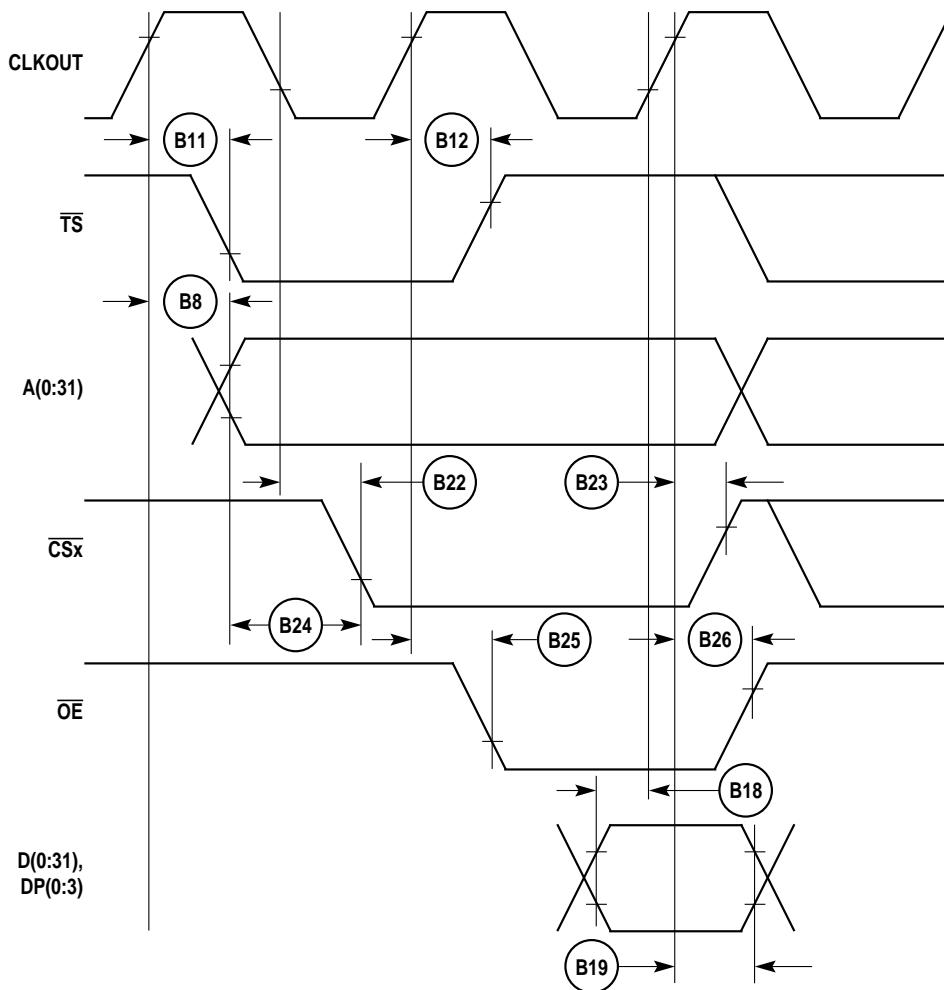 CLKOUT
B11
B12
TS
B8
A(0:31)
B22
B23
CSx
B24
B25
B26
OE
B18
D(0:31),
DP(0:3)
B19